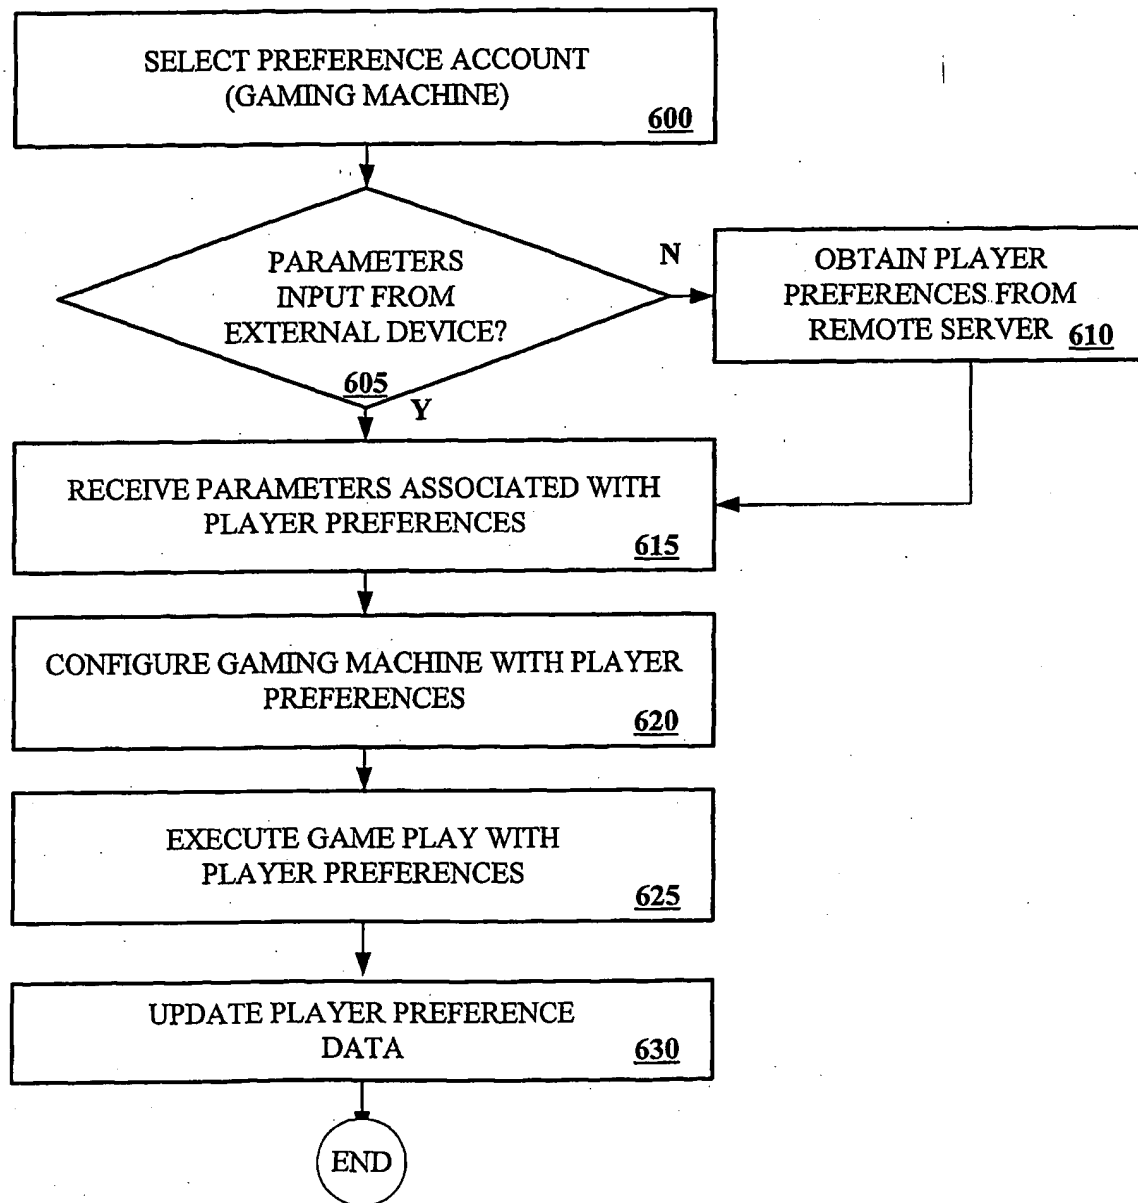 SELECT PREFERENCE ACCOUNT
(GAMING MACHINE)
600
PARAMETERS
INPUT FROM
EXTERNAL DEVICE?
605
N
Y
OBTAIN PLAYER
PREFERENCES FROM
REMOTE SERVER 610
RECEIVE PARAMETERS ASSOCIATED WITH
PLAYER PREFERENCES
615
CONFIGURE GAMING MACHINE WITH PLAYER
PREFERENCES
620
EXECUTE GAME PLAY WITH
PLAYER PREFERENCES
625
UPDATE PLAYER PREFERENCE
DATA 630
END